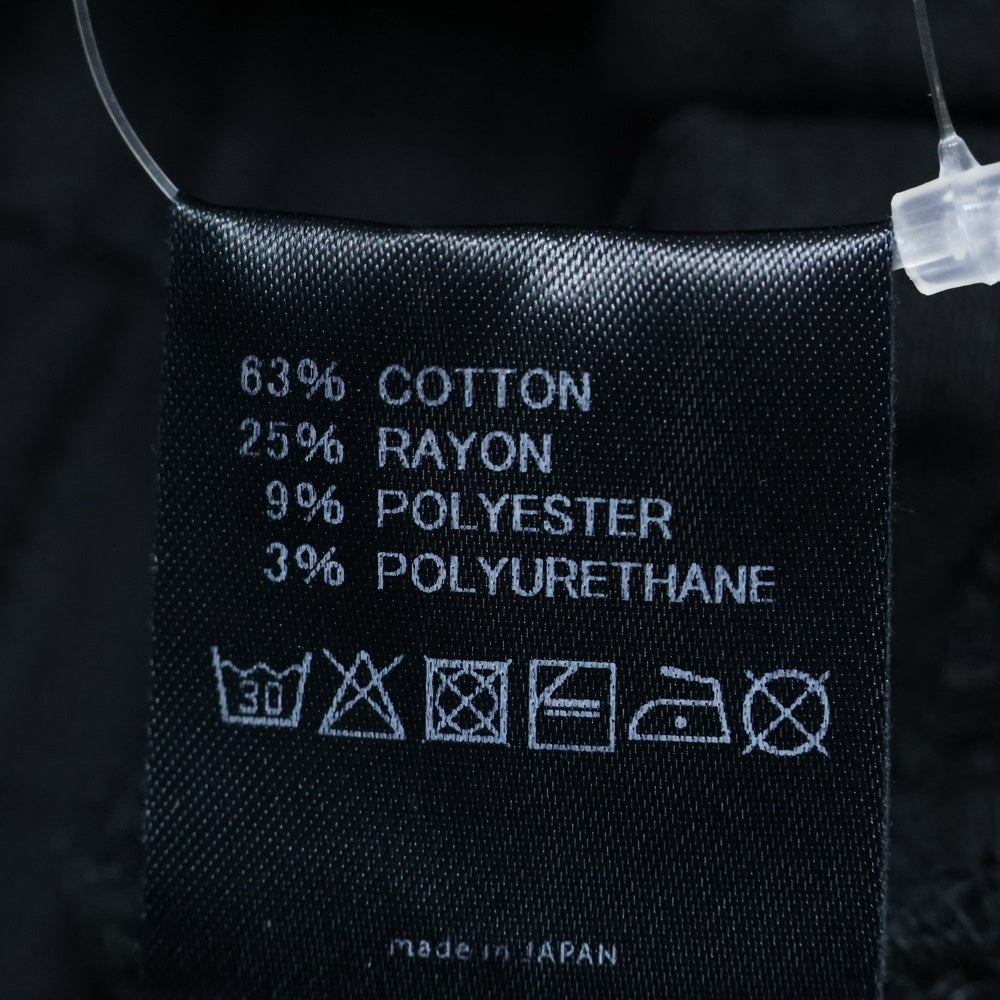 63% COTTON
25% RAYON
9% POLYESTER
3% POLYURETHANE
30
made in JAPAN